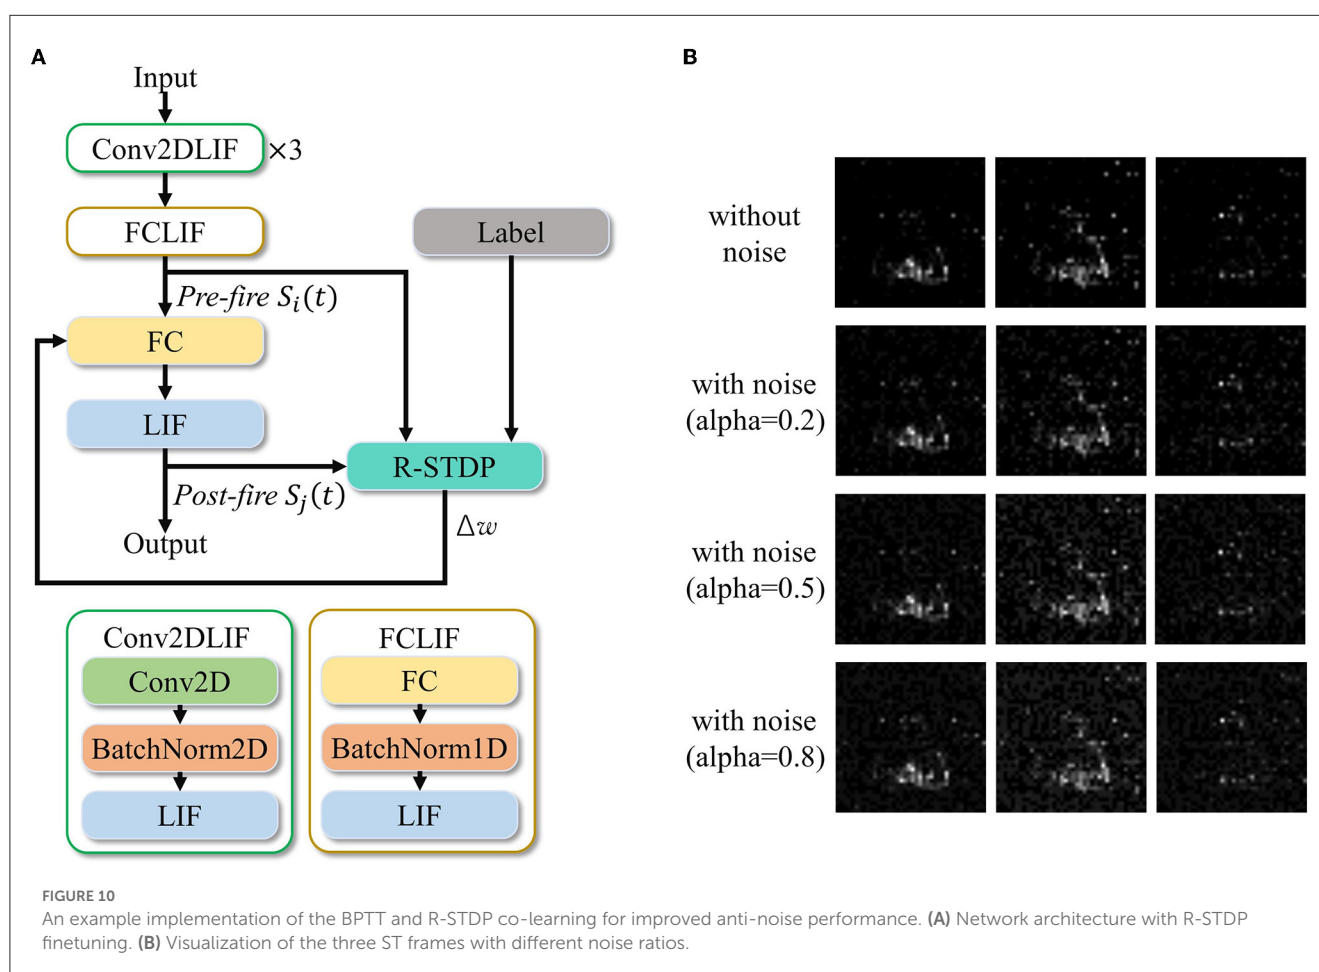 A
Input
Conv2DLIF ×3
FCLIF
Label
Pre-fire Sᵢ(t)
FC
LIF
R-STDP
Post-fire Sⱼ(t)
Δw
Output
Conv2DLIF
Conv2D
BatchNorm2D
LIF
FCLIF
FC
BatchNorm1D
LIF
B
without
noise
with noise
(alpha=0.2)
with noise
(alpha=0.5)
with noise
(alpha=0.8)
FIGURE 10
An example implementation of the BPTT and R-STDP co-learning for improved anti-noise performance. (A) Network architecture with R-STDP
finetuning. (B) Visualization of the three ST frames with different noise ratios.